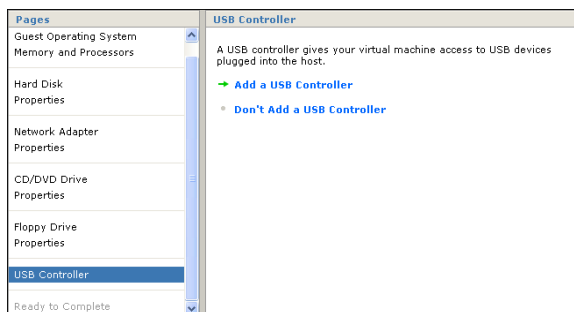 Pages
Guest Operating System
Memory and Processors
Hard Disk
Properties
Network Adapter
Properties
CD/DVD Drive
Properties
Floppy Drive
Properties
USB Controller
Ready to Complete
USB Controller
A USB controller gives your virtual machine access to USB devices
plugged into the host.
Add a USB Controller
Don't Add a USB Controller